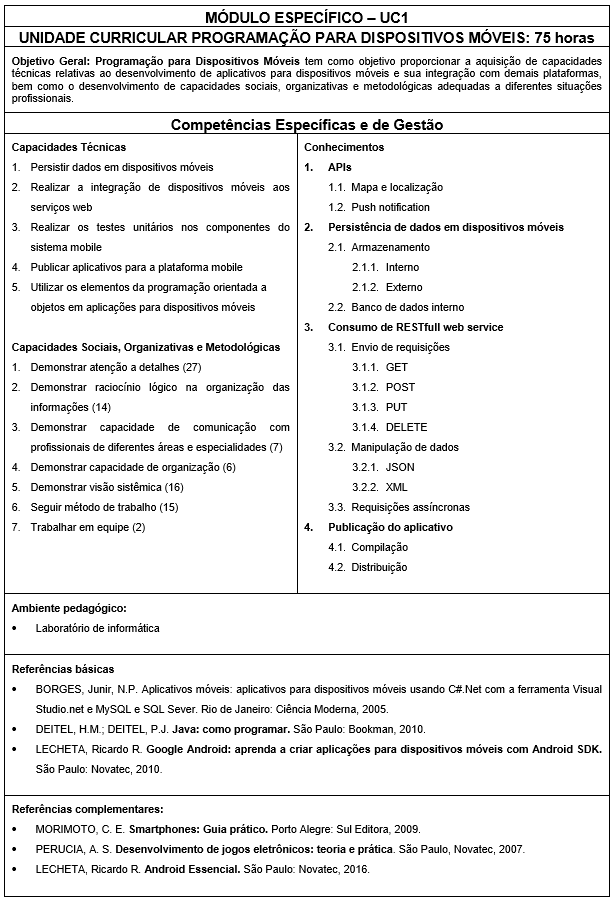 MÓDULO ESPECÍFICO – UC1
UNIDADE CURRICULAR PROGRAMAÇÃO PARA DISPOSITIVOS MÓVEIS: 75 horas
Objetivo Geral: Programação para Dispositivos Móveis tem como objetivo proporcionar a aquisição de capacidades
técnicas relativas ao desenvolvimento de aplicativos para dispositivos móveis e sua integração com demais plataformas,
bem como o desenvolvimento de capacidades sociais, organizativas e metodológicas adequadas a diferentes situações
profissionais.
Competências Específicas e de Gestão
Capacidades Técnicas
1. Persistir dados em dispositivos móveis
2. Realizar a integração de dispositivos móveis aos
serviços web
3. Realizar os testes unitários nos componentes do
sistema mobile
4. Publicar aplicativos para a plataforma mobile
5. Utilizar os elementos da programação orientada a
objetos em aplicações para dispositivos móveis
Capacidades Sociais, Organizativas e Metodológicas
1. Demonstrar atenção a detalhes (27)
2. Demonstrar raciocínio lógico na organização das
informações (14)
3. Demonstrar capacidade de comunicação com
profissionais de diferentes áreas e especialidades (7)
4. Demonstrar capacidade de organização (6)
5. Demonstrar visão sistêmica (16)
6. Seguir método de trabalho (15)
7. Trabalhar em equipe (2)
Conhecimentos
1. APIs
1.1. Mapa e localização
1.2. Push notification
2. Persistência de dados em dispositivos móveis
2.1. Armazenamento
2.1.1. Interno
2.1.2. Externo
2.2. Banco de dados interno
3. Consumo de RESTfull web service
3.1. Envio de requisições
3.1.1. GET
3.1.2. POST
3.1.3. PUT
3.1.4. DELETE
3.2. Manipulação de dados
3.2.1. JSON
3.2.2. XML
3.3. Requisições assíncronas
4. Publicação do aplicativo
4.1. Compilação
4.2. Distribuição
Ambiente pedagógico:
• Laboratório de informática
Referências básicas
• BORGES, Junir, N.P. Aplicativos móveis: aplicativos para dispositivos móveis usando C#.Net com a ferramenta Visual
Studio.net e MySQL e SQL Sever. Rio de Janeiro: Ciência Moderna, 2005.
• DEITEL, H.M.; DEITEL, P.J. Java: como programar. São Paulo: Bookman, 2010.
• LECHETA, Ricardo R. Google Android: aprenda a criar aplicações para dispositivos móveis com Android SDK.
São Paulo: Novatec, 2010.
Referências complementares:
• MORIMOTO, C. E. Smartphones: Guia prático. Porto Alegre: Sul Editora, 2009.
• PERUCIA, A. S. Desenvolvimento de jogos eletrônicos: teoria e prática. São Paulo, Novatec, 2007.
• LECHETA, Ricardo R. Android Essencial. São Paulo: Novatec, 2016.